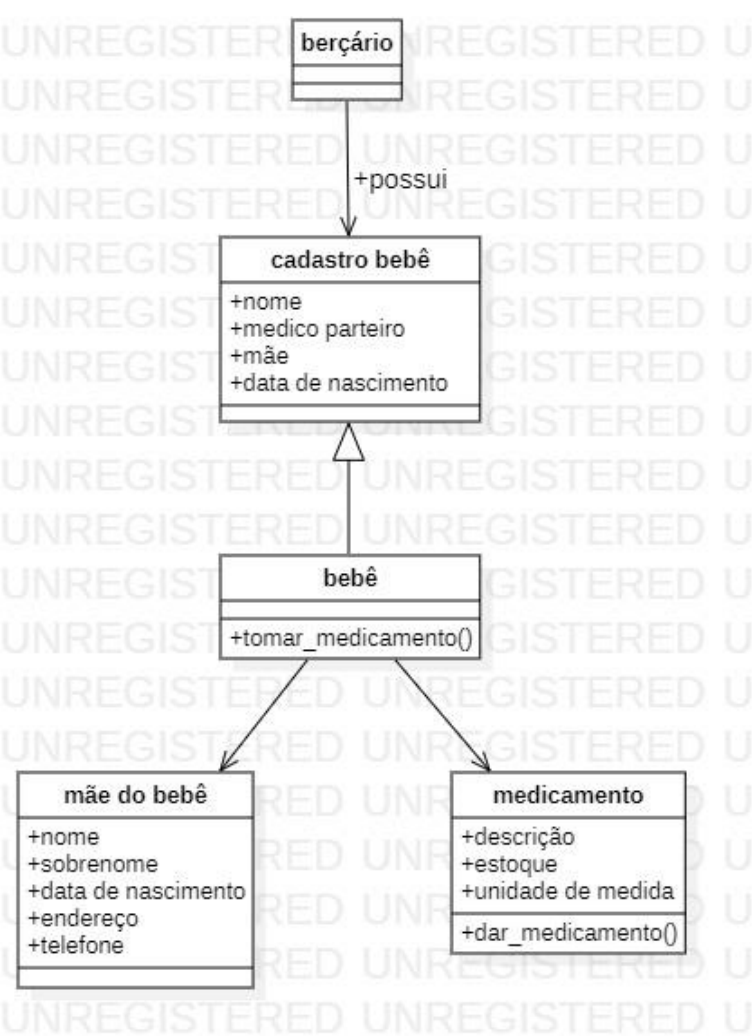 berçário
+possui
cadastro bebê
+nome
+medico parteiro
+mãe
+data de nascimento
bebê
+tomar_medicamento()
mãe do bebê
+nome
+sobrenome
+data de nascimento
+endereço
+telefone
medicamento
+descrição
+estoque
+unidade de medida
+dar_medicamento()
UNREGISTERED